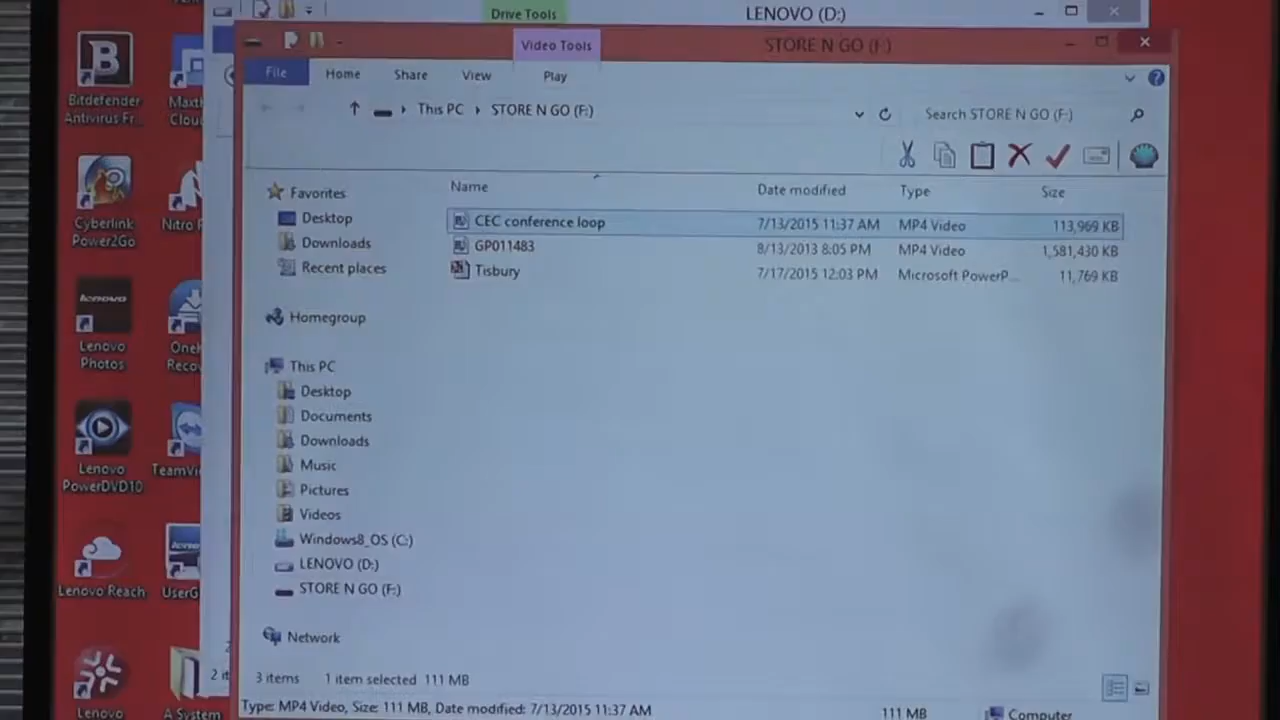 Drive Tools
LENOVO (D:)
Video Tools
STORE N GO (F:)
File
Home
Share
View
Play
This PC
STORE N GO (F:)
Search STORE N GO (F:)
Name
Date modified
Type
Size
CEC conference loop
7/13/2015 11:37 AM
MP4 Video
113,969 KB
GP011483
8/13/2013 8:05 PM
MP4 Video
1,581,430 KB
Tisbury
7/17/2015 12:03 PM
Microsoft PowerP...
11,769 KB
Favorites
Desktop
Downloads
Recent places
Homegroup
This PC
Desktop
Documents
Downloads
Music
Pictures
Videos
Windows8_OS (C:)
LENOVO (D:)
STORE N GO (F:)
Network
3 items
1 item selected 111 MB
Type: MP4 Video, Size: 111 MB, Date modified: 7/13/2015 11:37 AM
111 MB
Computer
Bitdefender
Antivirus Fr...
Cyberlink
Power2Go
Nitro
lenovo
Lenovo
Photos
Lenovo
PowerDVD10
Lenovo Reach
Lenovo
A System